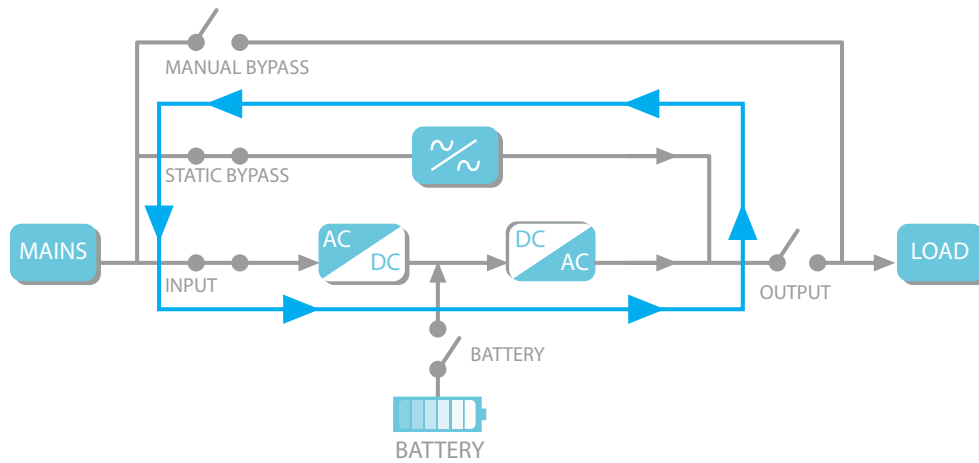 MANUAL BYPASS
STATIC BYPASS
MAINS
AC
DC
DC
AC
LOAD
INPUT
OUTPUT
BATTERY
BATTERY